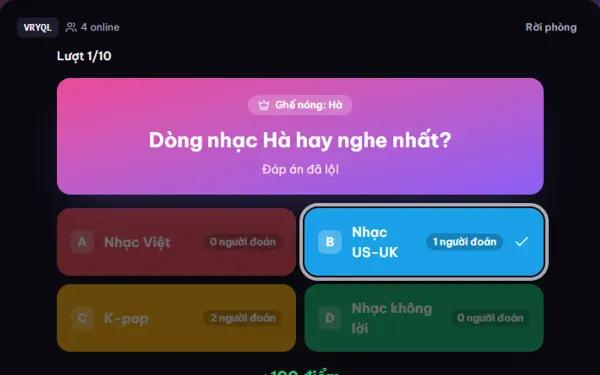 VRYQL 4 online Rời phòng
Lượt 1/10
Ghế nóng: Hà
Dòng nhạc Hà hay nghe nhất?
Đáp án đã lộ!
A Nhạc Việt 0 người đoán
B Nhạc US-UK 1 người đoán
C K-pop 2 người đoán
D Nhạc không lời 0 người đoán
+100 điểm